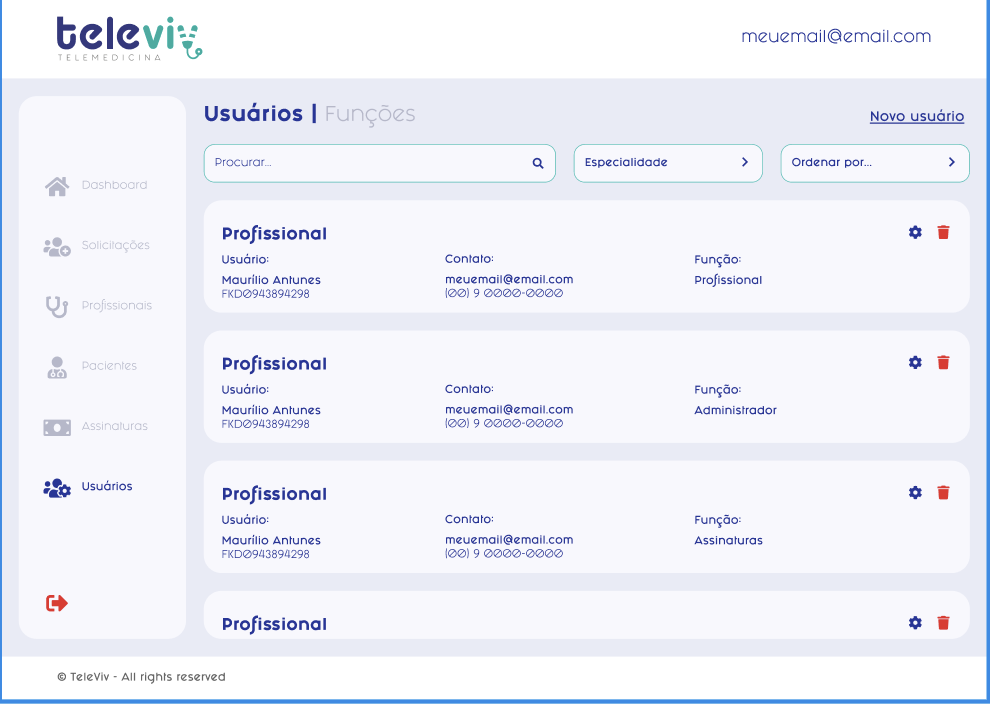 televiv
TELEMEDICINA
meuemail@email.com
Usuários | Funções
Novo usuário
Procurar...
Especialidade
Ordenar por...
Dashboard
Solicitações
Profissionais
Pacientes
Assinaturas
Usuários
Profissional
Usuário:
Maurílio Antunes
FKD0943894298
Contato:
meuemail@email.com
(00) 9 0000-0000
Função:
Profissional
Profissional
Usuário:
Maurílio Antunes
FKD0943894298
Contato:
meuemail@email.com
(00) 9 0000-0000
Função:
Administrador
Profissional
Usuário:
Maurílio Antunes
FKD0943894298
Contato:
meuemail@email.com
(00) 9 0000-0000
Função:
Assinaturas
Profissional
© TeleViv - All rights reserved